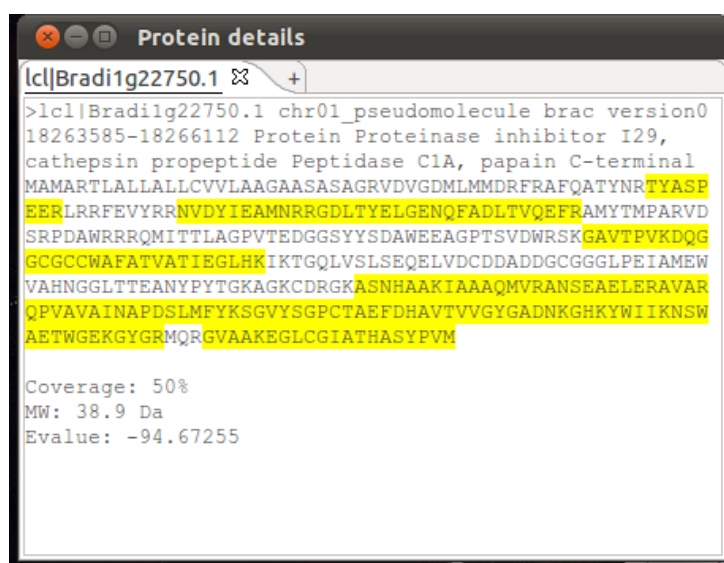 Protein details
lcl|Bradi1g22750.1
+
>lcl|Bradi1g22750.1 chr01_pseudomolecule brac version0
18263585-18266112 Protein Proteinase inhibitor I29,
cathepsin propeptide Peptidase C1A, papain C-terminal
MAMARTLALLALLCVVLAAGAASASAGRVDVGDMLMMDRFRAFQATYNRTYASP
EERLRRFEVYRRNVDYIEAMNRRGDLTYELGENQFADLTVQEFRAMYTMPARVD
SRPDAWRRRQMITTLAGPVTEDGGSYYSDAWEEAGPTSVDWRSKGAVTPVKDQG
GCGCCWAFATVATIEGLHKIKTGQLVSLSEQELVDCDDADDGCGGGLPEIAMEW
VAHNGGLTTEANYPYTGKAGKCDRGKASNHAAKIAAAQMVRANSEAELERAVAR
QPVAVAINAPDSLMFYKSGVYSGPCTAEFDHAVTVVGYGADNKGHKYWIIKNSW
AETWGEKGYGRMQRGVAAKEGLCGIATHASYPVM
Coverage: 50%
MW: 38.9 Da
Evalue: -94.67255